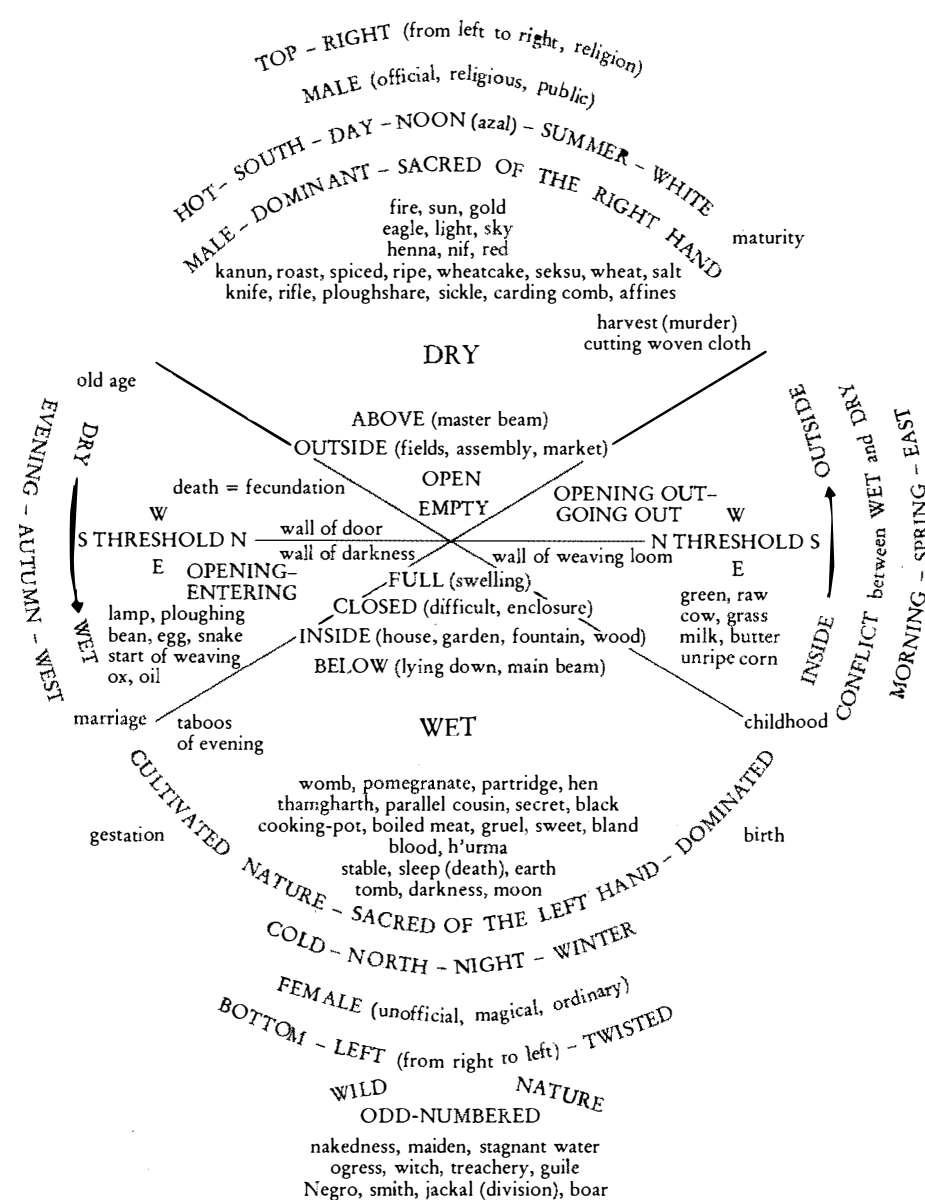 TOP – RIGHT (from left to right, religion)
MALE (official, religious, public)
HOT – SOUTH – DAY – NOON (azal) – SUMMER – WHITE
MALE – DOMINANT – SACRED OF THE RIGHT HAND
fire, sun, gold
eagle, light, sky
henna, nif, red
kanun, roast, spiced, ripe, wheatcake, seksu, wheat, salt
knife, rifle, ploughshare, sickle, carding comb, affines
maturity
harvest (murder)
cutting woven cloth
DRY
old age
ABOVE (master beam)
OUTSIDE (fields, assembly, market)
OPEN
EMPTY
EVENING – AUTUMN – WEST
DRY
WET
death = fecundation
W
S THRESHOLD N
E
wall of door
wall of darkness
OPENING–
ENTERING
lamp, ploughing
bean, egg, snake
start of weaving
ox, oil
OPENING OUT–
GOING OUT
wall of weaving loom
W
N THRESHOLD S
E
green, raw
cow, grass
milk, butter
unripe corn
OUTSIDE
INSIDE
CONFLICT between WET and DRY
MORNING – SPRING – EAST
FULL (swelling)
CLOSED (difficult, enclosure)
INSIDE (house, garden, fountain, wood)
BELOW (lying down, main beam)
marriage
taboos
of evening
WET
childhood
womb, pomegranate, partridge, hen
thamgharth, parallel cousin, secret, black
cooking-pot, boiled meat, gruel, sweet, bland
blood, h'urma
stable, sleep (death), earth
tomb, darkness, moon
gestation
birth
CULTIVATED NATURE – SACRED OF THE LEFT HAND – DOMINATED
COLD – NORTH – NIGHT – WINTER
FEMALE (unofficial, magical, ordinary)
BOTTOM – LEFT (from right to left) – TWISTED
WILD NATURE
ODD-NUMBERED
nakedness, maiden, stagnant water
ogress, witch, treachery, guile
Negro, smith, jackal (division), boar